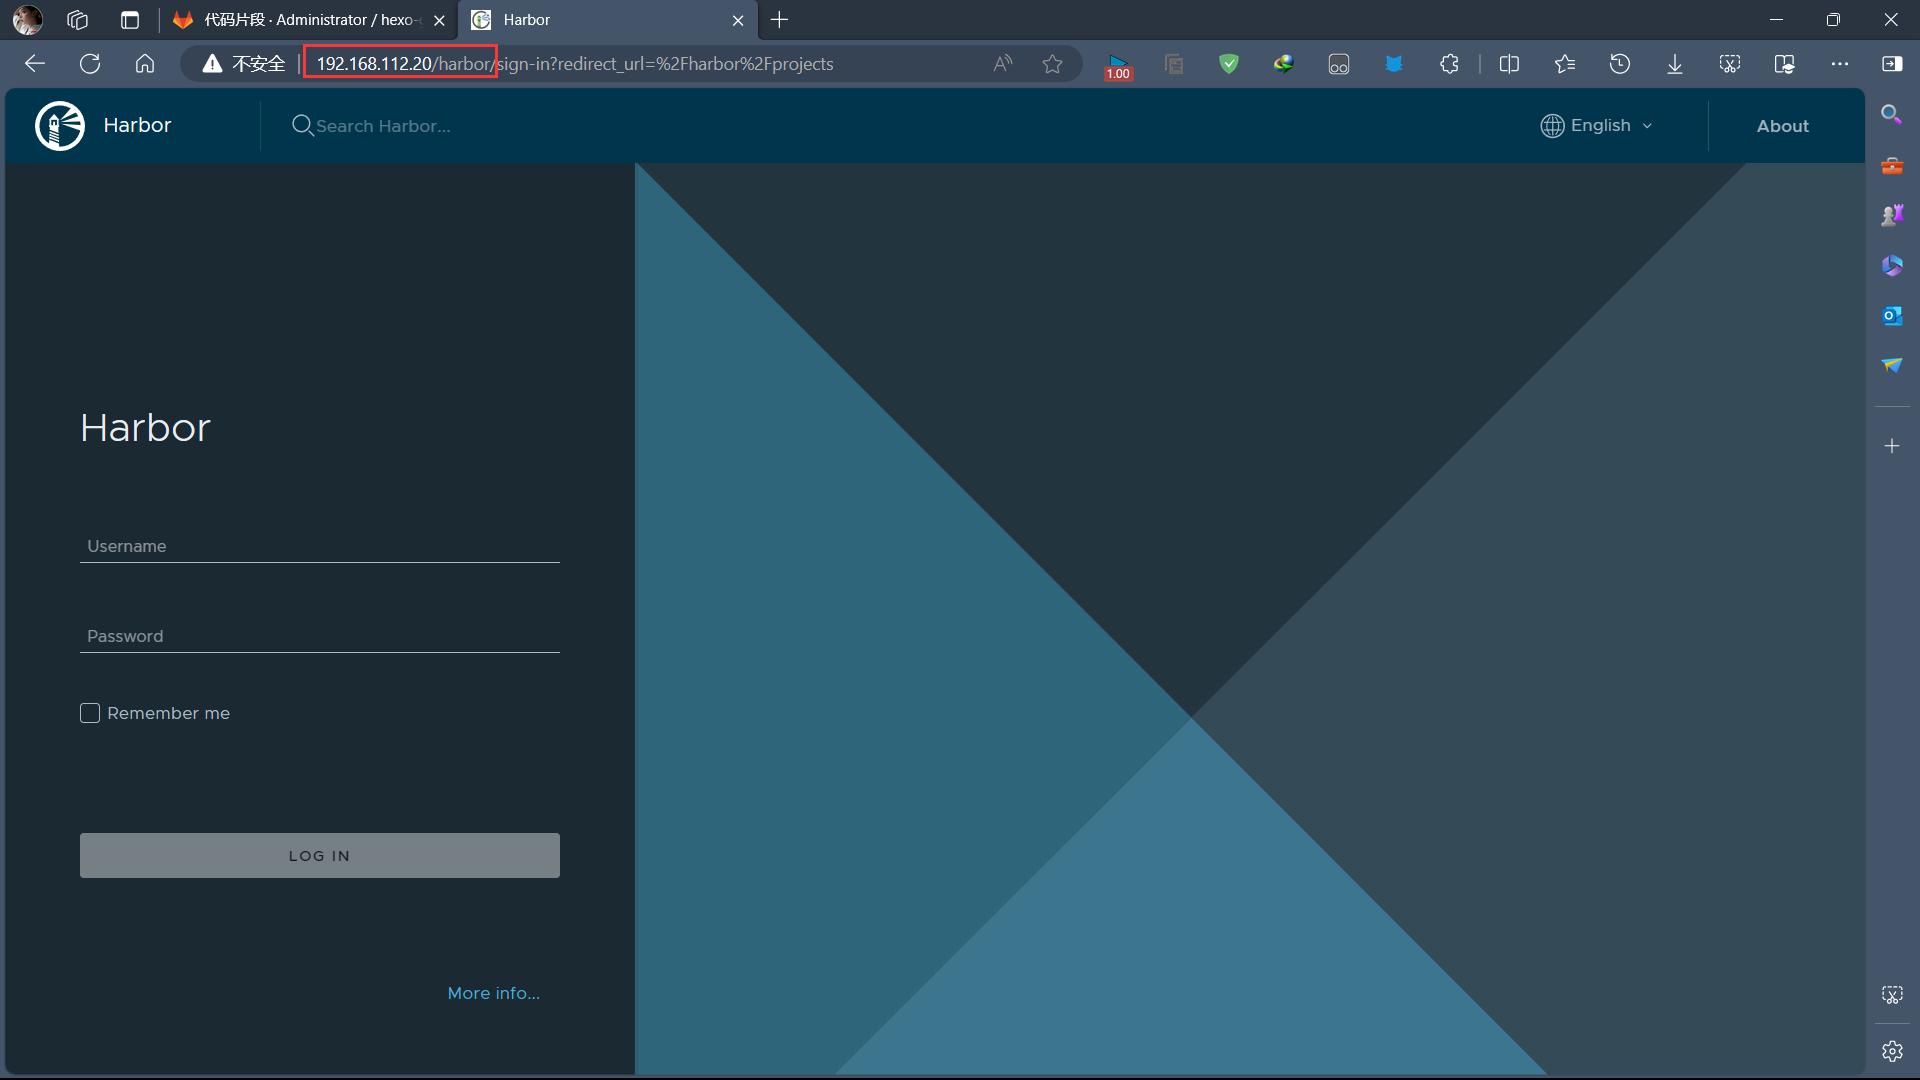 代码片段 · Administrator / hexo-
Harbor
不安全
192.168.112.20/harbor/sign-in?redirect_url=%2Fharbor%2Fprojects
1.00
Harbor
Search Harbor...
English
About
Harbor
Username
Password
Remember me
LOG IN
More info...